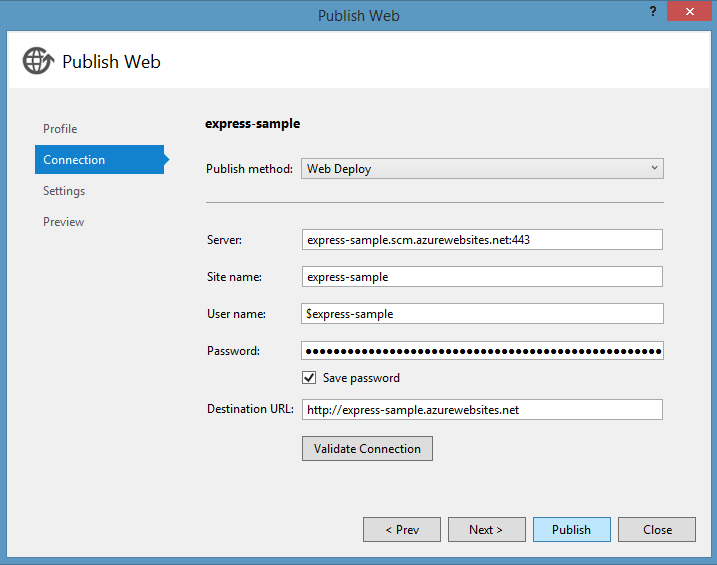 Publish Web
?
Publish Web
Profile
Connection
Settings
Preview
express-sample
Publish method: Web Deploy
Server: express-sample.scm.azurewebsites.net:443
Site name: express-sample
User name: $express-sample
Password: ●●●●●●●●●●●●●●●●●●●●●●●●●●●●●●●●●●●●●●●●●●●●●●●●●●●
Save password
Destination URL: http://express-sample.azurewebsites.net
Validate Connection
< Prev Next > Publish Close